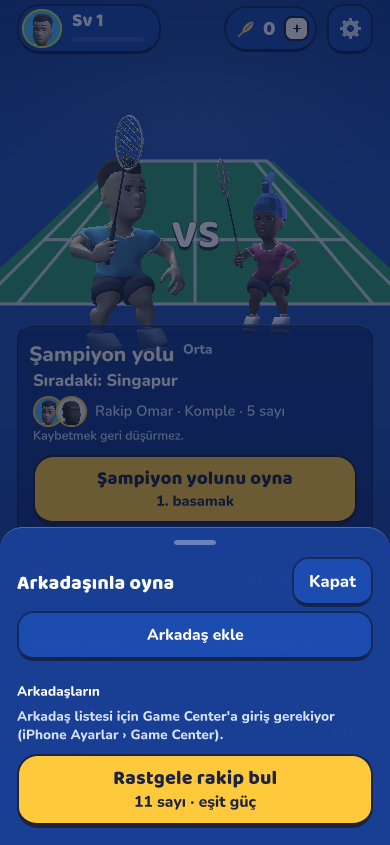 Sv 1
0 +
VS
Şampiyon yolu Orta
Sıradaki: Singapur
Rakip Omar · Komple · 5 sayı
Kaybetmek geri düşürmez.
Şampiyon yolunu oyna
1. basamak
Arkadaşınla oyna
Kapat
Arkadaş ekle
Arkadaşların
Arkadaş listesi için Game Center'a giriş gerekiyor
(iPhone Ayarlar › Game Center).
Rastgele rakip bul
11 sayı · eşit güç